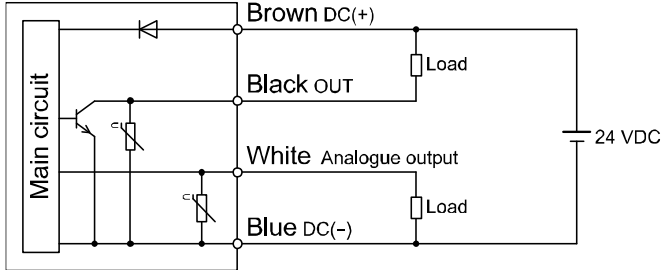 Brown DC(+)
Load
Black OUT
Main circuit
24 VDC
White Analogue output
Load
Blue DC(−)
U
U